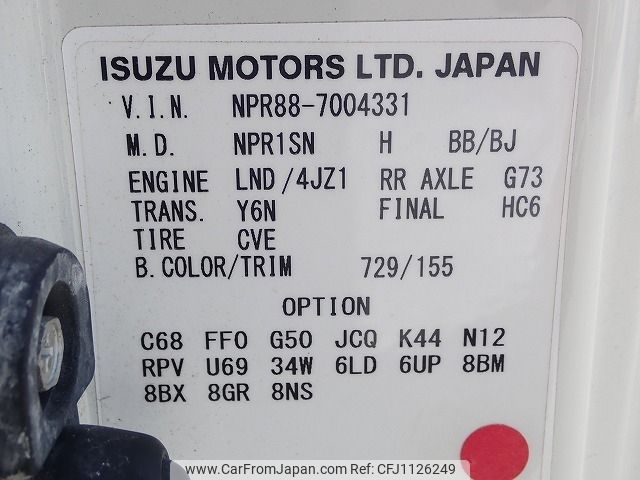 ISUZU MOTORS LTD. JAPAN
V.I.N. NPR88-7004331
M.D. NPR1SN H BB/BJ
ENGINE LND/4JZ1 RR AXLE G73
TRANS. Y6N FINAL HC6
TIRE CVE
B.COLOR/TRIM 729/155
OPTION
C68 FF0 G50 JCQ K44 N12
RPV U69 34W 6LD 6UP 8BM
8BX 8GR 8NS
www.CarFromJapan.com - CFJ1126249